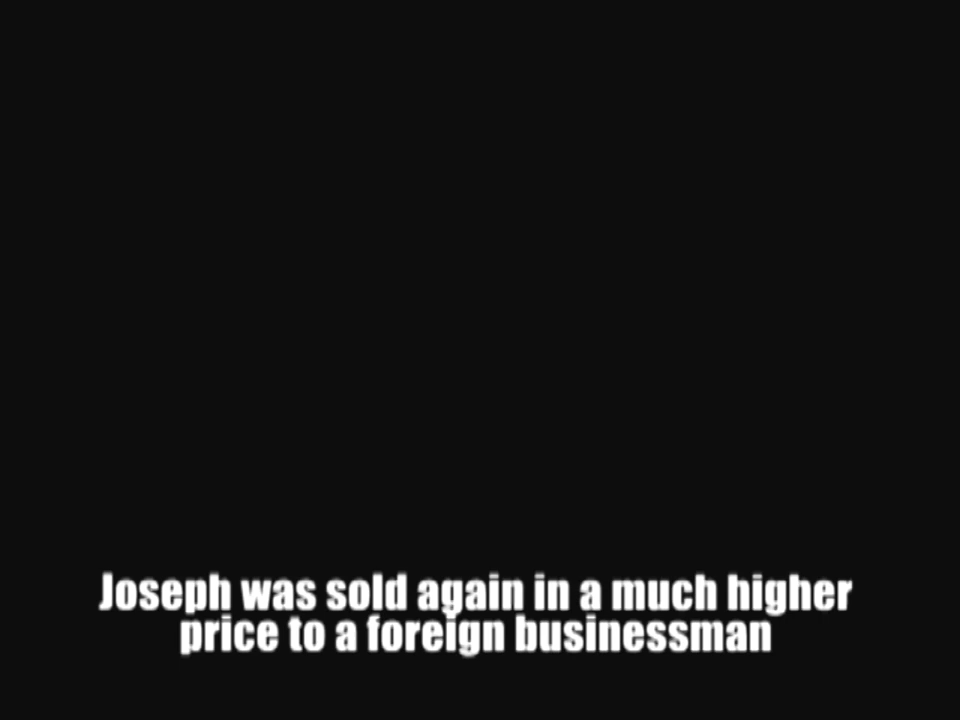 Joseph was sold again in a much higher
price to a foreign businessman